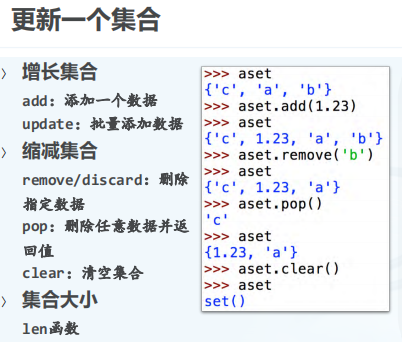 更新一个集合
〉 增长集合
add：添加一个数据
update：批量添加数据
〉 缩减集合
remove/discard：删除
指定数据
pop：删除任意数据并返
回值
clear：清空集合
〉 集合大小
len函数
>>> aset
{'c', 'a', 'b'}
>>> aset.add(1.23)
>>> aset
{'c', 1.23, 'a', 'b'}
>>> aset.remove('b')
>>> aset
{'c', 1.23, 'a'}
>>> aset.pop()
'c'
>>> aset
{1.23, 'a'}
>>> aset.clear()
>>> aset
set()